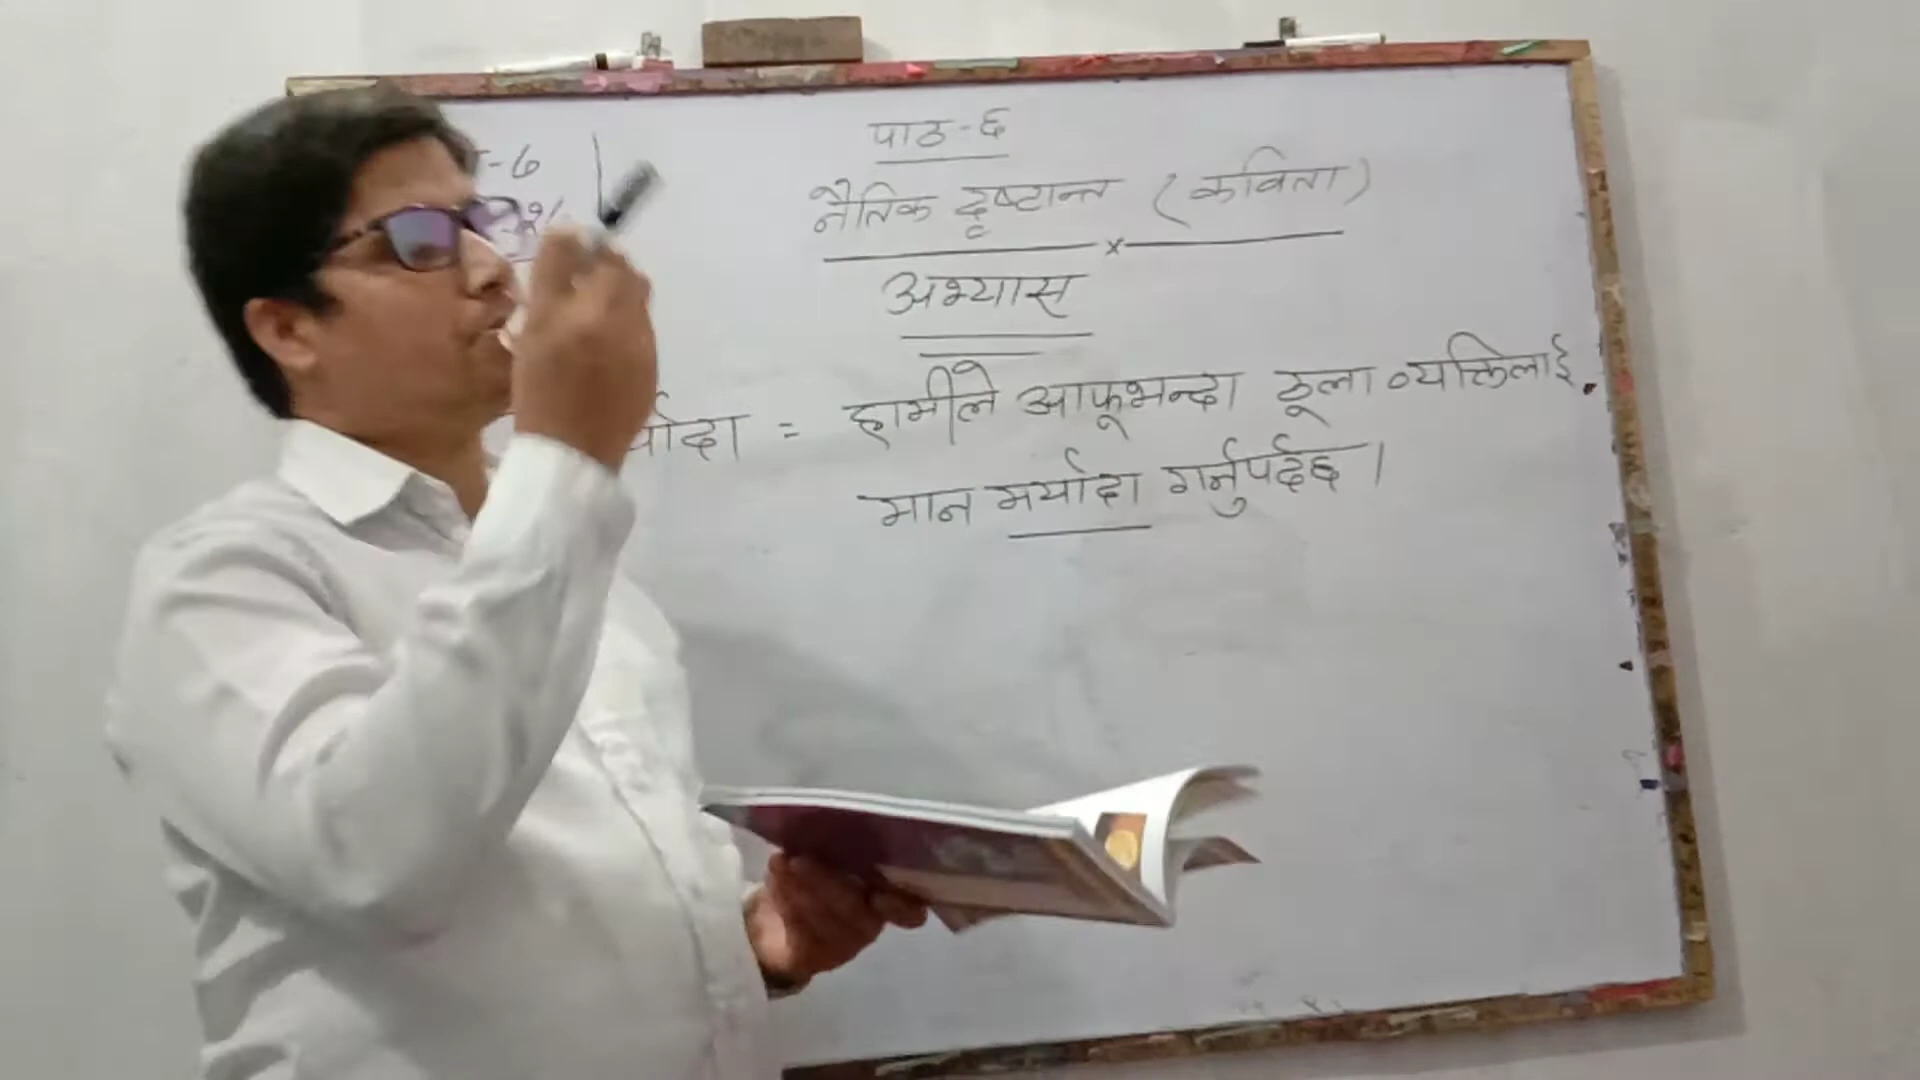 पाठ-६
नैतिक दृष्टान्त (कविता)
अभ्यास
= हामीले आफूभन्दा ठूला व्यक्तिलाई
मान मर्यादा गर्नुपर्दछ।